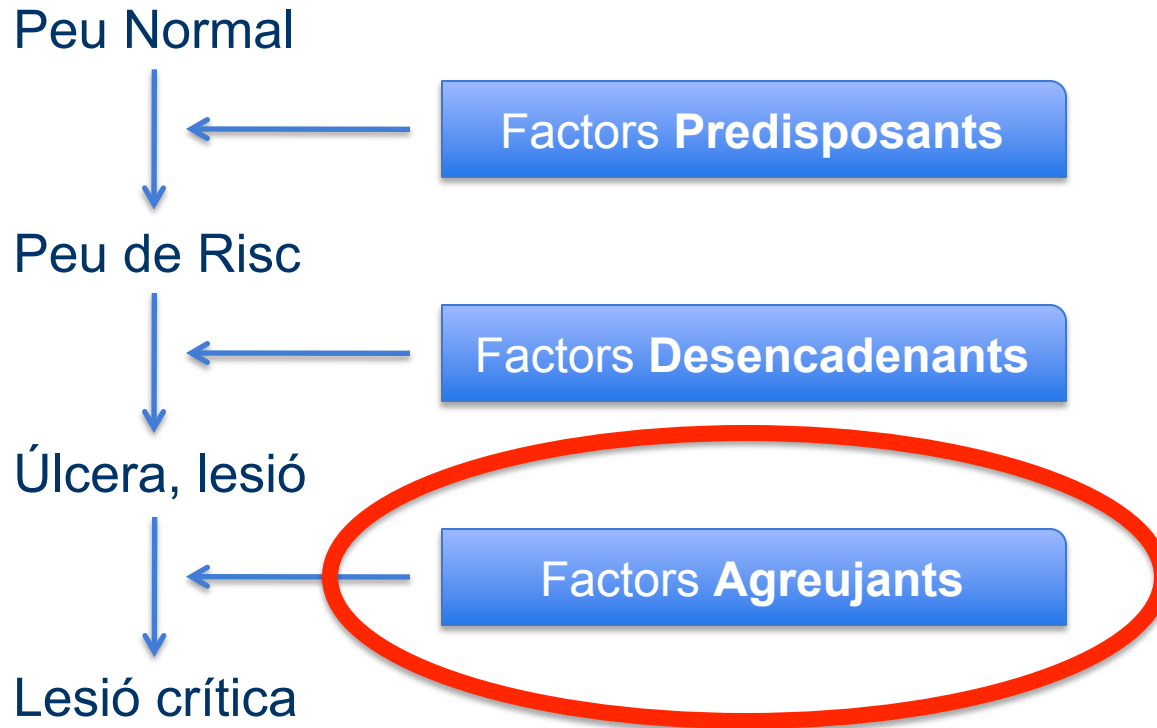 Peu Normal
Factors Predisposants
Peu de Risc
Factors Desencadenants
Úlcera, lesió
Factors Agreujants
Lesió crítica